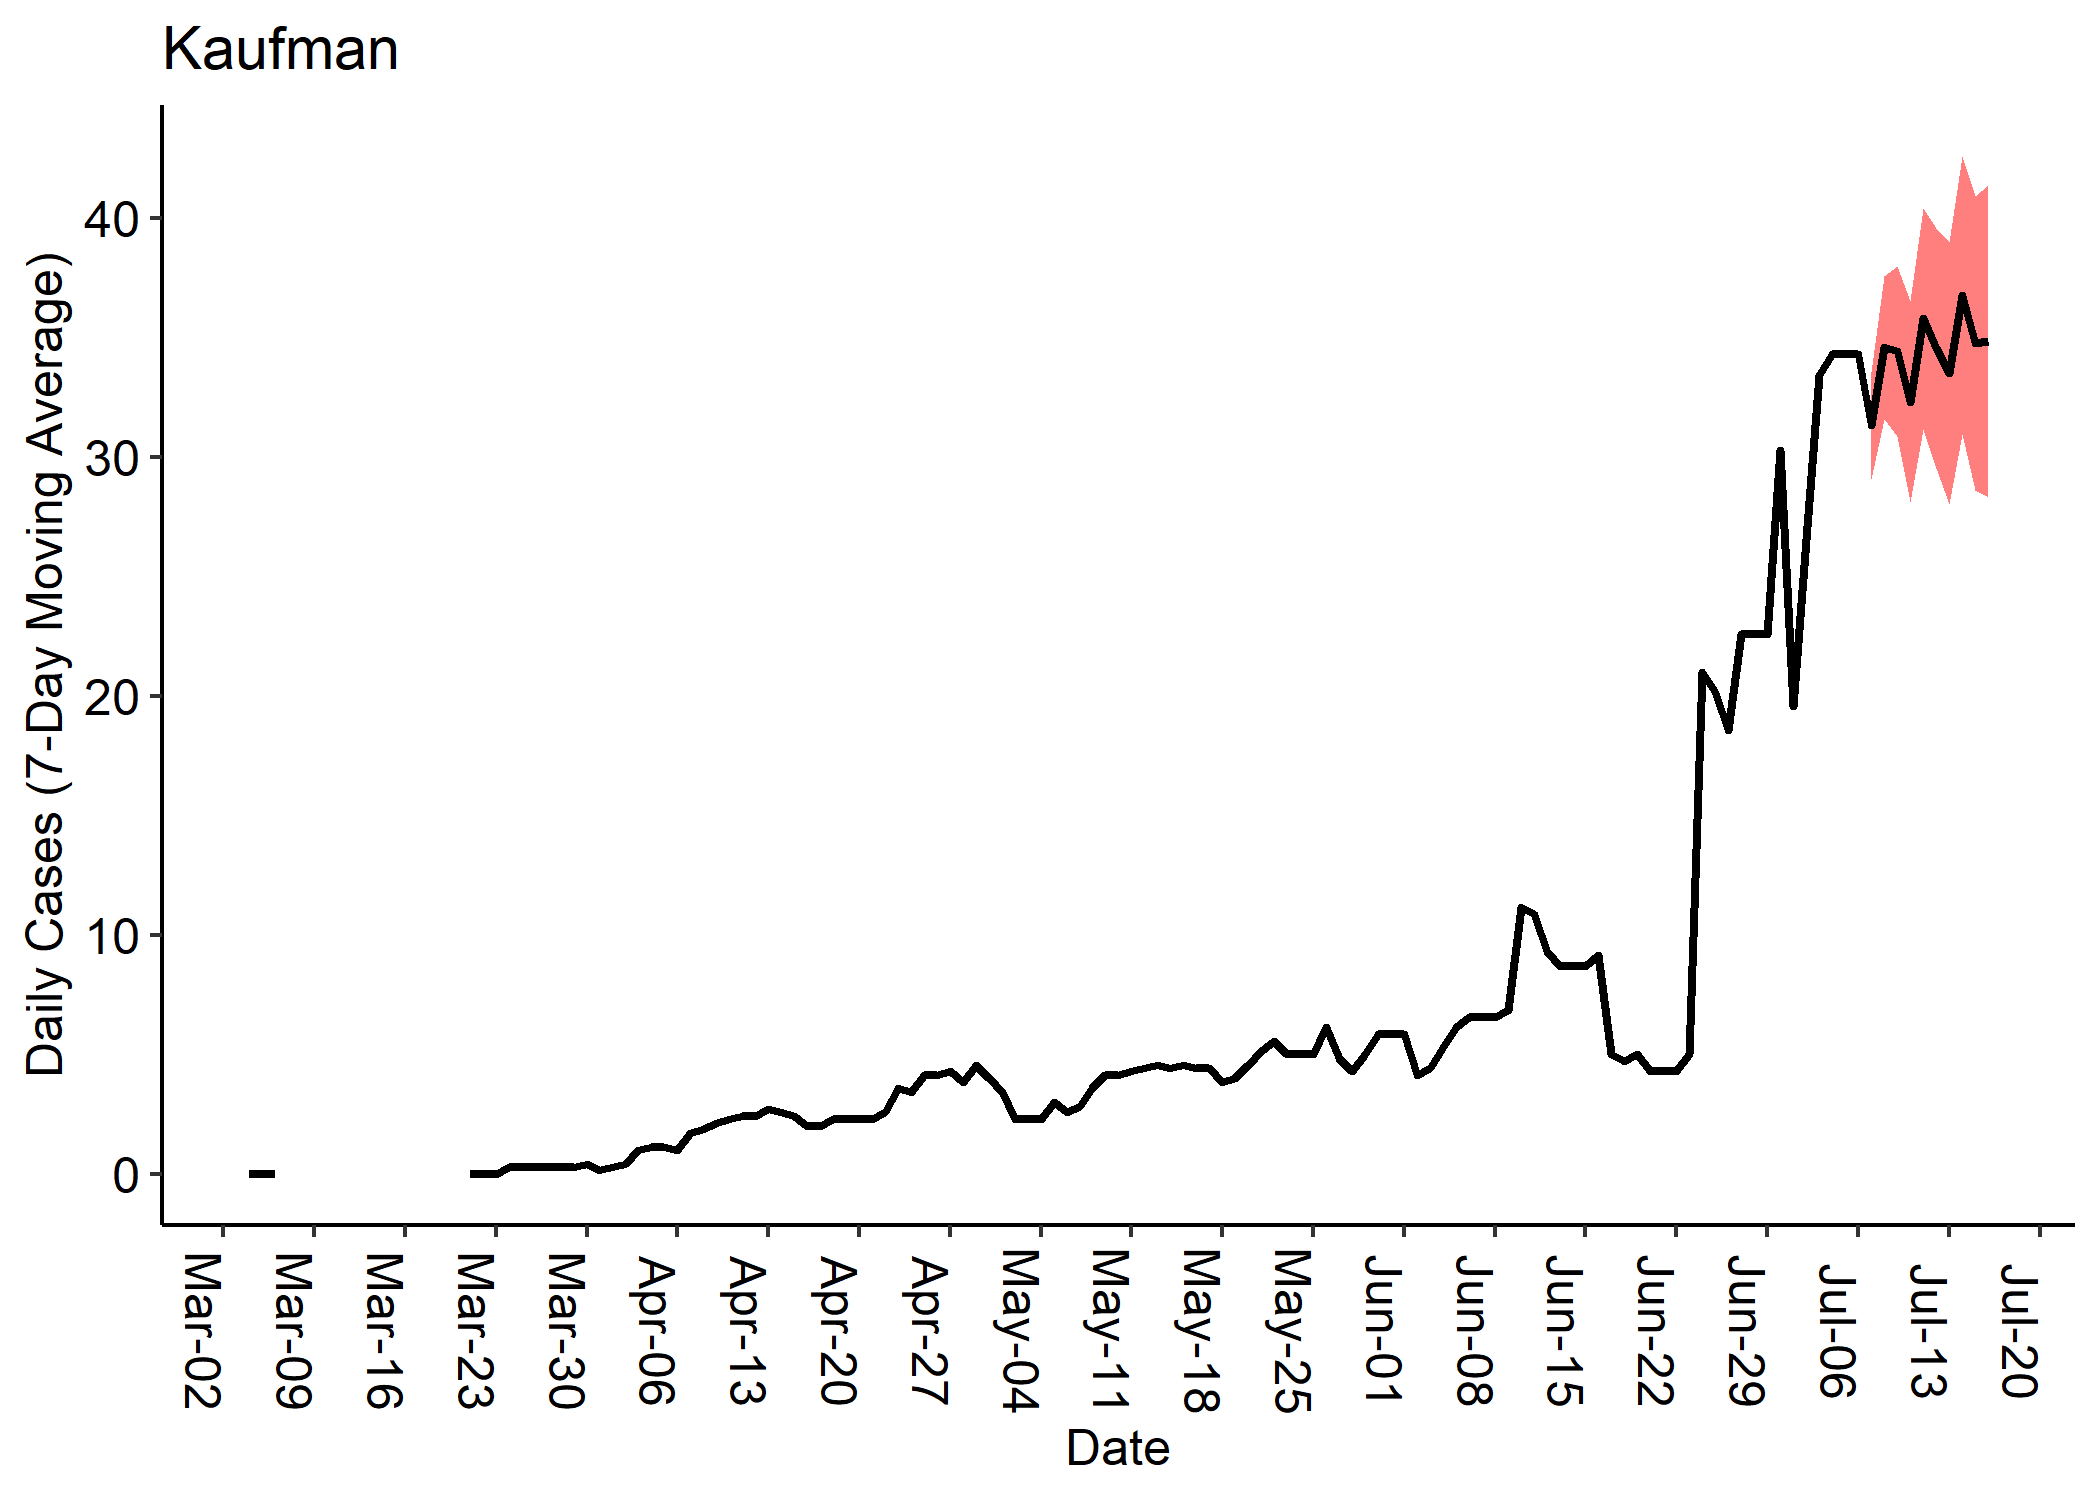 Kaufman
Daily Cases (7-Day Moving Average)
40
30
20
10
0
Mar-02
Mar-09
Mar-16
Mar-23
Mar-30
Apr-06
Apr-13
Apr-20
Apr-27
May-04
May-11
May-18
May-25
Jun-01
Jun-08
Jun-15
Jun-22
Jun-29
Jul-06
Jul-13
Jul-20
Date